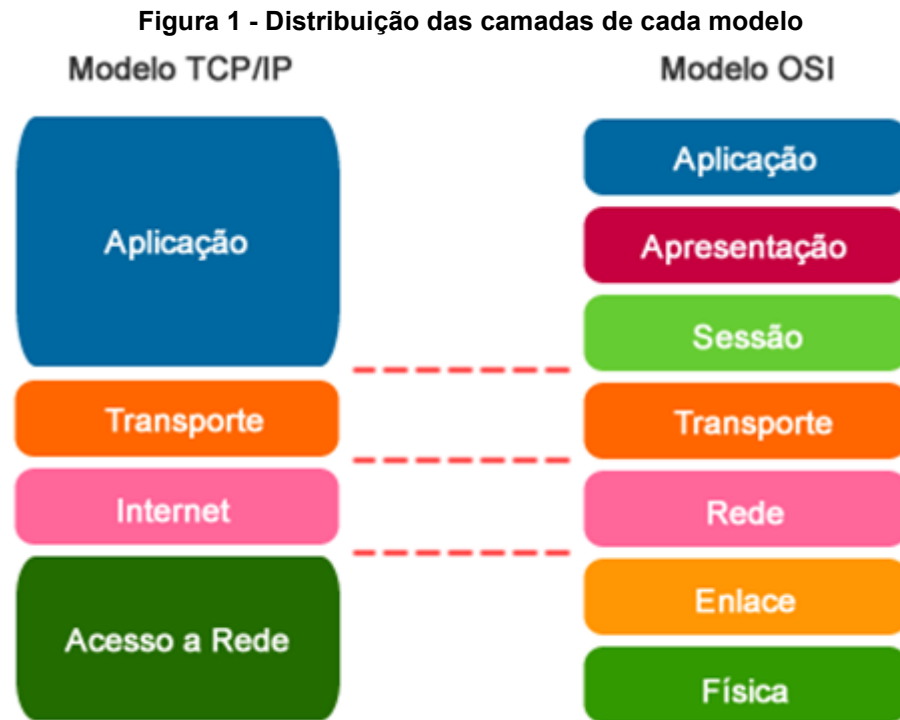 Figura 1 - Distribuição das camadas de cada modelo
Modelo TCP/IP
Aplicação
Transporte
Internet
Acesso a Rede
Modelo OSI
Aplicação
Apresentação
Sessão
Transporte
Rede
Enlace
Física